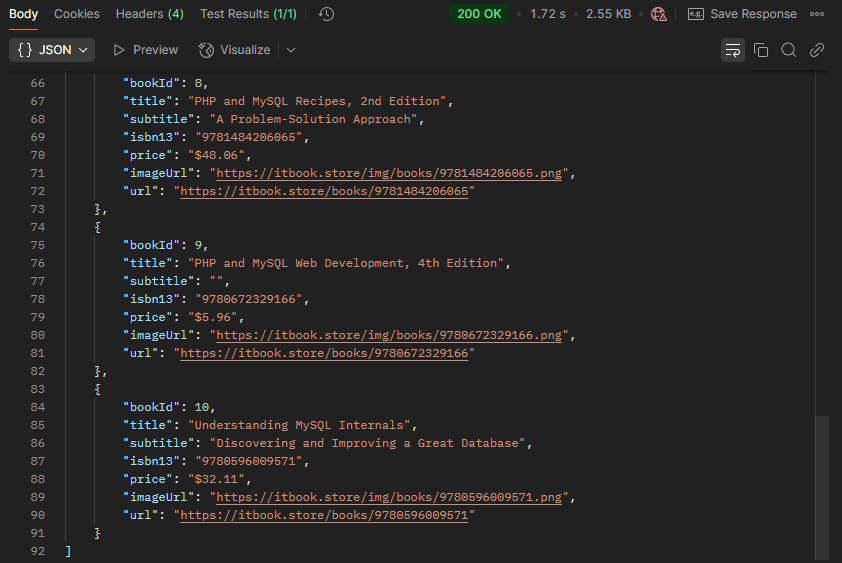 Body Cookies Headers (4) Test Results (1/1) 200 OK 1.72 s 2.55 KB e.g. Save Response
{} JSON Preview Visualize
66 "bookId": 8,
67 "title": "PHP and MySQL Recipes, 2nd Edition",
68 "subtitle": "A Problem-Solution Approach",
69 "isbn13": "9781484206065",
70 "price": "$48.06",
71 "imageUrl": "https://itbook.store/img/books/9781484206065.png",
72 "url": "https://itbook.store/books/9781484206065"
73 },
74 {
75 "bookId": 9,
76 "title": "PHP and MySQL Web Development, 4th Edition",
77 "subtitle": "",
78 "isbn13": "9780672329166",
79 "price": "$5.96",
80 "imageUrl": "https://itbook.store/img/books/9780672329166.png",
81 "url": "https://itbook.store/books/9780672329166"
82 },
83 {
84 "bookId": 10,
85 "title": "Understanding MySQL Internals",
86 "subtitle": "Discovering and Improving a Great Database",
87 "isbn13": "9780596009571",
88 "price": "$32.11",
89 "imageUrl": "https://itbook.store/img/books/9780596009571.png",
90 "url": "https://itbook.store/books/9780596009571"
91 }
92 ]